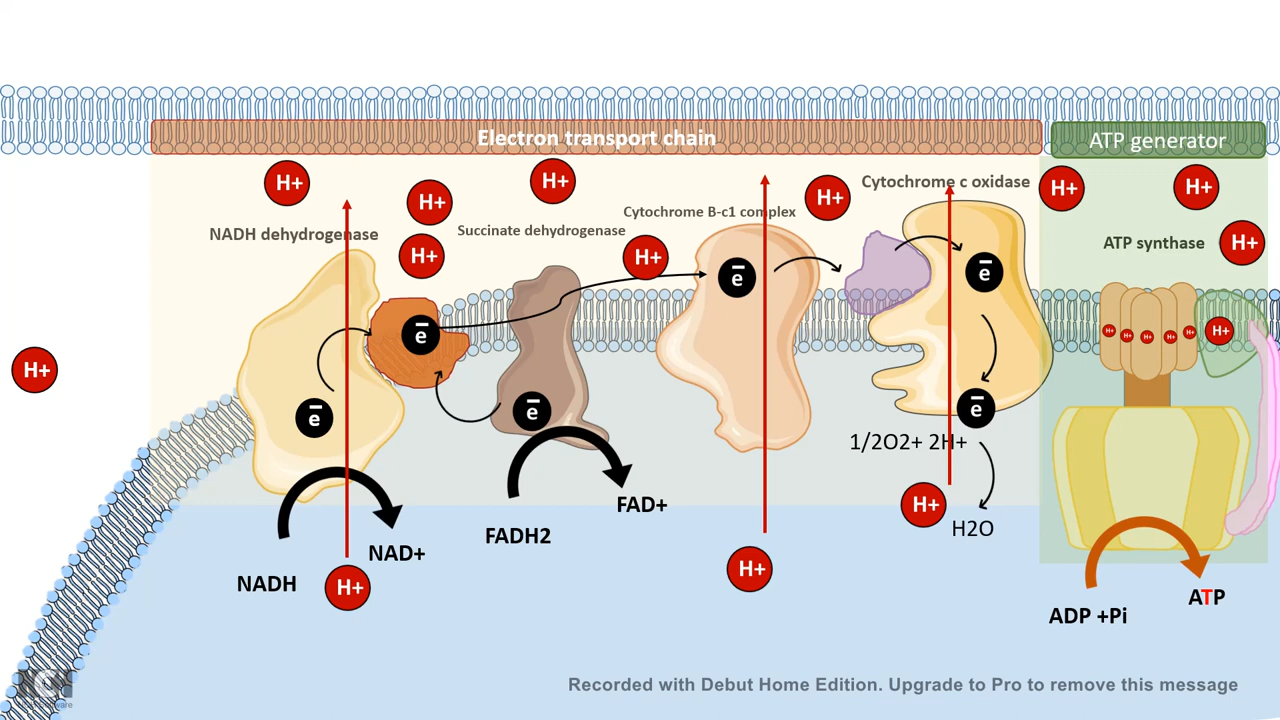 Electron transport chain
ATP generator
H+
H+
H+
H+
H+
H+
H+
Cytochrome c oxidase
Cytochrome B-c1 complex
NADH dehydrogenase
Succinate dehydrogenase
ATP synthase
H+
H+
H+
ē
ē
ē
H+
H+
H+
H+
H+
H+
H+
ē
ē
ē
1/2O2+ 2H+
H+
H2O
FAD+
FADH2
NAD+
H+
NADH
H+
ATP
ADP +Pi
Recorded with Debut Home Edition. Upgrade to Pro to remove this message